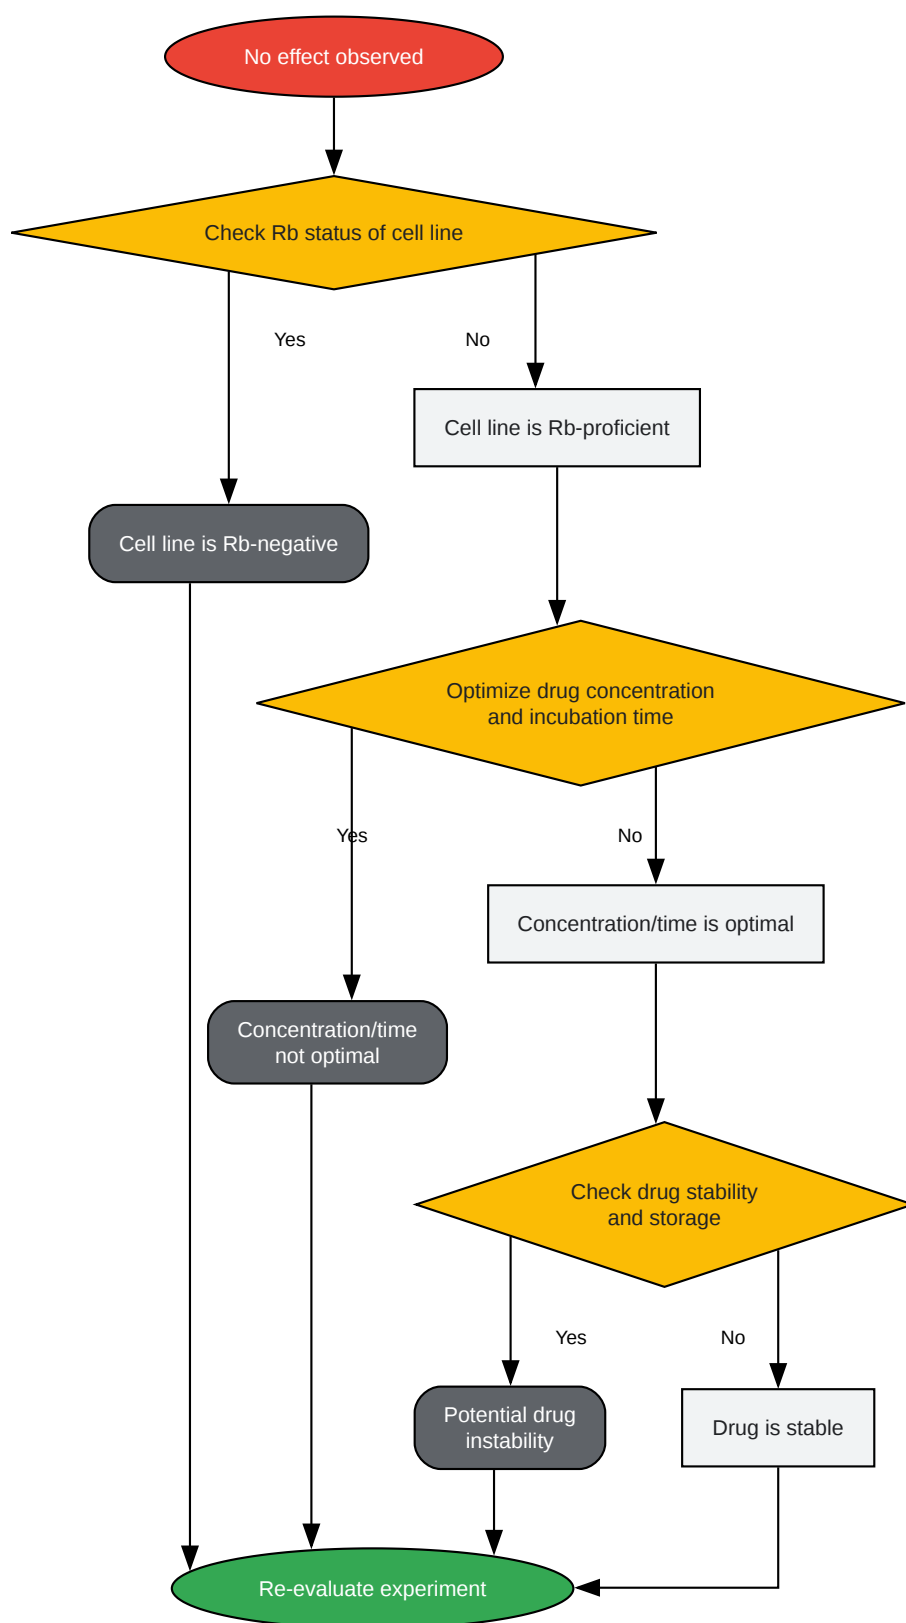 No effect observed
Check Rb status of cell line
Yes
No
Cell line is Rb-proficient
Cell line is Rb-negative
Optimize drug concentration
and incubation time
Yes
No
Concentration/time is optimal
Concentration/time
not optimal
Check drug stability
and storage
Yes
No
Potential drug
instability
Drug is stable
Re-evaluate experiment